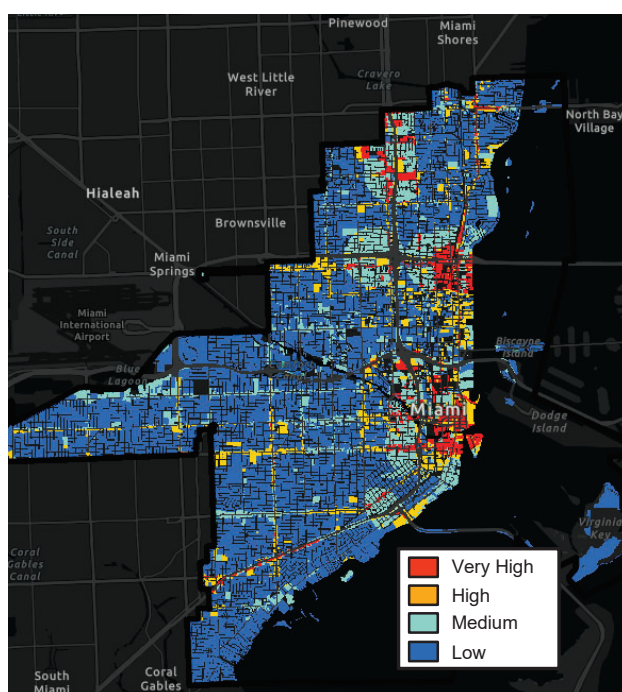 Pinewood
Miami
Shores
West Little
River
Cravero
Lake
North Bay
Village
Hialeah
South
Side
Canal
Brownsville
Miami
Springs
Miami
International
Airport
Blue
Lagoon
Biscayne
Island
Miami
Dodge
Island
Virginia
Key
Coral
Gables
Canal
South
Miami
Coral
Gables
Very High
High
Medium
Low